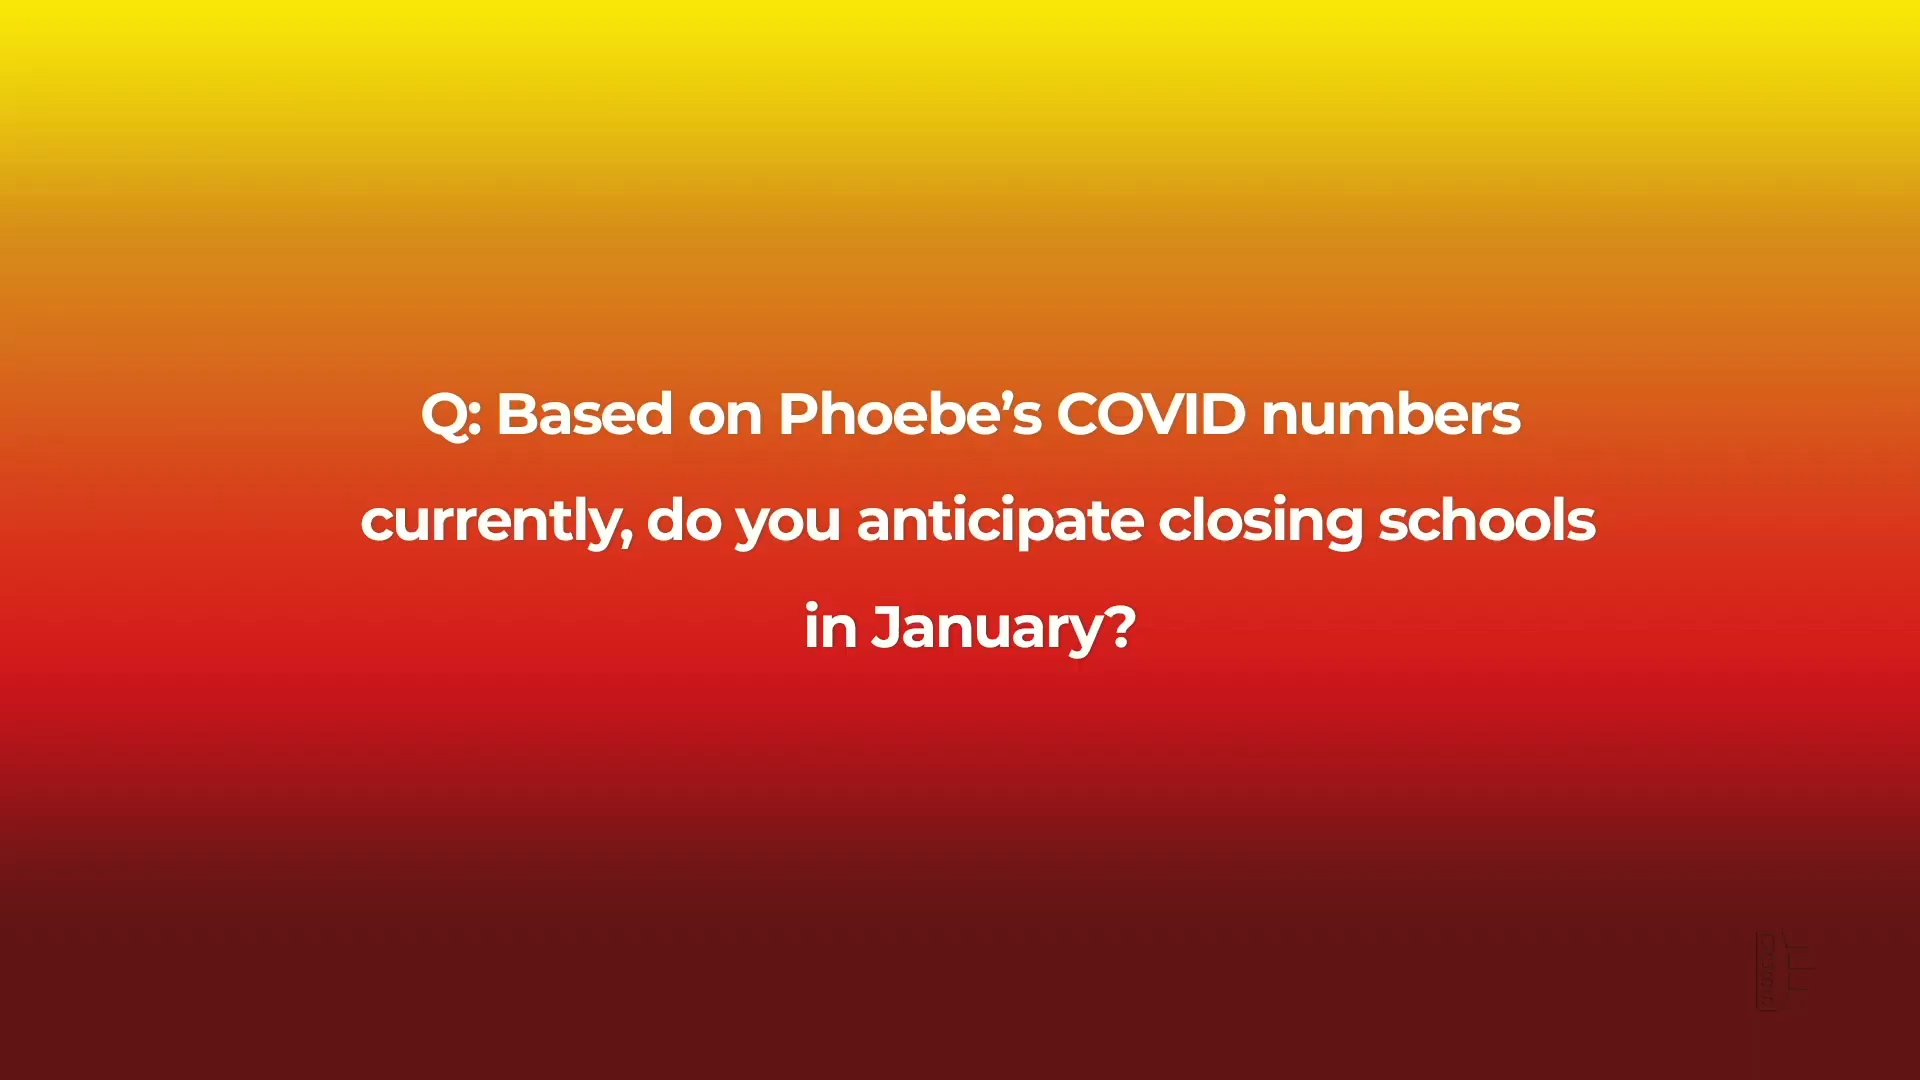 Q: Based on Phoebe’s COVID numbers
currently, do you anticipate closing schools
in January?